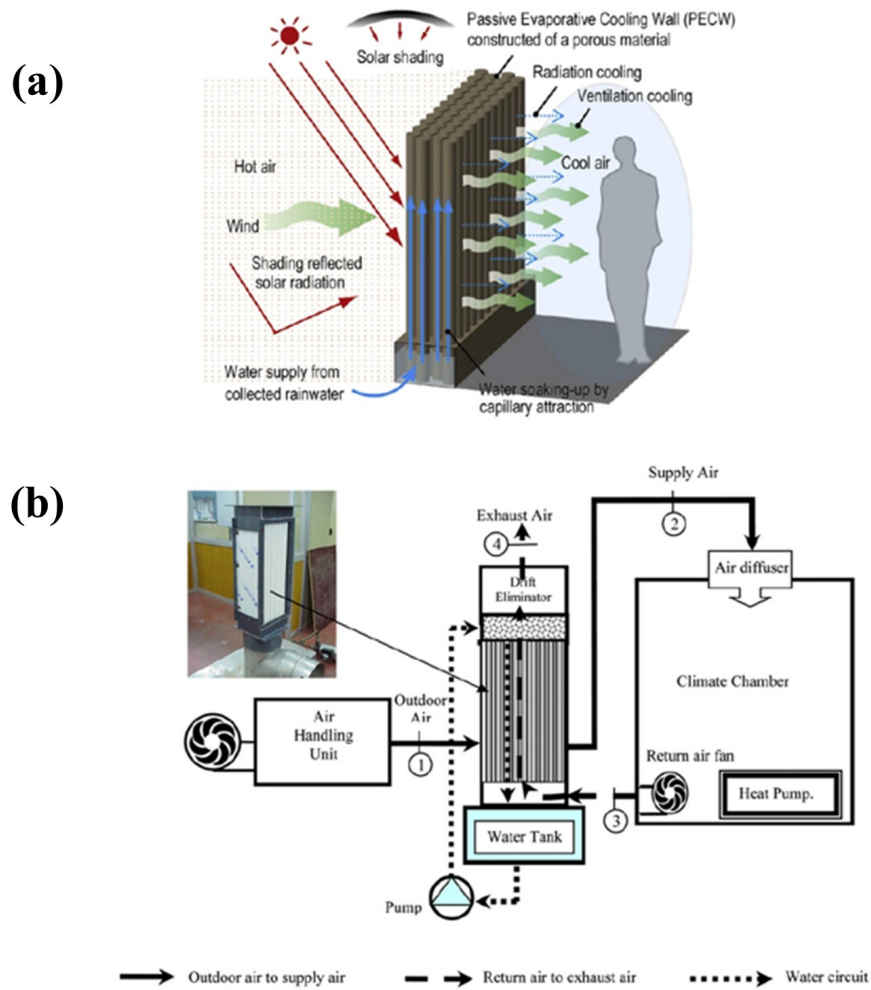 (a)
Passive Evaporative Cooling Wall (PECW)
constructed of a porous material
Solar shading
Radiation cooling
Ventilation cooling
Hot air
Cool air
Wind
Shading reflected
solar radiation
Water supply from
collected rainwater
Water soaking-up by
capillary attraction
(b)
Supply Air
2
Exhaust Air
4
Air diffuser
Drift
Eliminator
Climate Chamber
Outdoor
Air
Air
Handling
Unit
1
Return air fan
Heat Pump.
3
Water Tank
Pump
Outdoor air to supply air
Return air to exhaust air
Water circuit